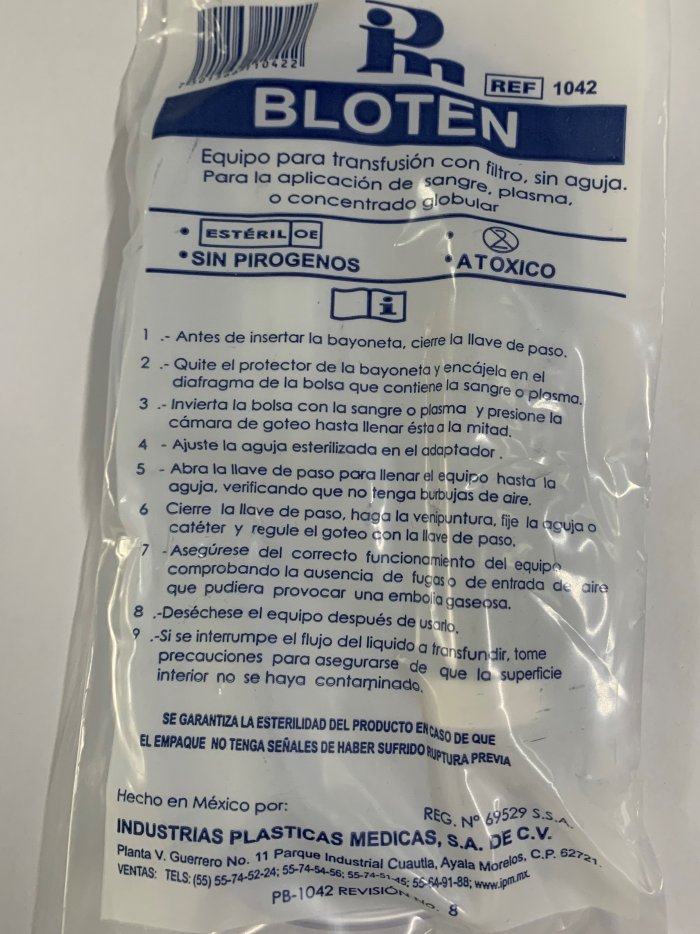 REF 1042
BLOTEN
Equipo para transfusión con filtro, sin aguja.
Para la aplicación de sangre, plasma,
o concentrado globular
• ESTÉRIL OE
• SIN PIROGENOS
• ATOXICO
1 .- Antes de insertar la bayoneta, cierre la llave de paso.
2 .- Quite el protector de la bayoneta y encájela en el
diafragma de la bolsa que contiene la sangre o plasma.
3 .- Invierta la bolsa con la sangre o plasma y presione la
cámara de goteo hasta llenar ésta a la mitad.
4 - Ajuste la aguja esterilizada en el adaptador .
5 - Abra la llave de paso para llenar el equipo hasta la
aguja, verificando que no tenga burbujas de aire.
6 Cierre la llave de paso, haga la venipuntura, fije la aguja o
catéter y regule el goteo con la llave de paso.
7 - Asegúrese del correcto funcionamiento del equipo
comprobando la ausencia de fugas o de entrada de aire
que pudiera provocar una embolia gaseosa.
8 .-Deséchese el equipo después de usarlo.
9 .-Si se interrumpe el flujo del liquido a transfundir, tome
precauciones para asegurarse de que la superficie
interior no se haya contaminado.
SE GARANTIZA LA ESTERILIDAD DEL PRODUCTO EN CASO DE QUE
EL EMPAQUE NO TENGA SEÑALES DE HABER SUFRIDO RUPTURA PREVIA
Hecho en México por:
REG. Nº 69529 S.S.A.
INDUSTRIAS PLASTICAS MEDICAS, S.A. DE C.V.
Planta V. Guerrero No. 11 Parque Industrial Cuautla, Ayala Morelos, C.P. 62721.
VENTAS: TELS: (55) 55-74-52-24; 55-74-54-56; 55-74-51-45; 55-64-91-88; www.ipm.mx
PB-1042 REVISIÓN No. 8